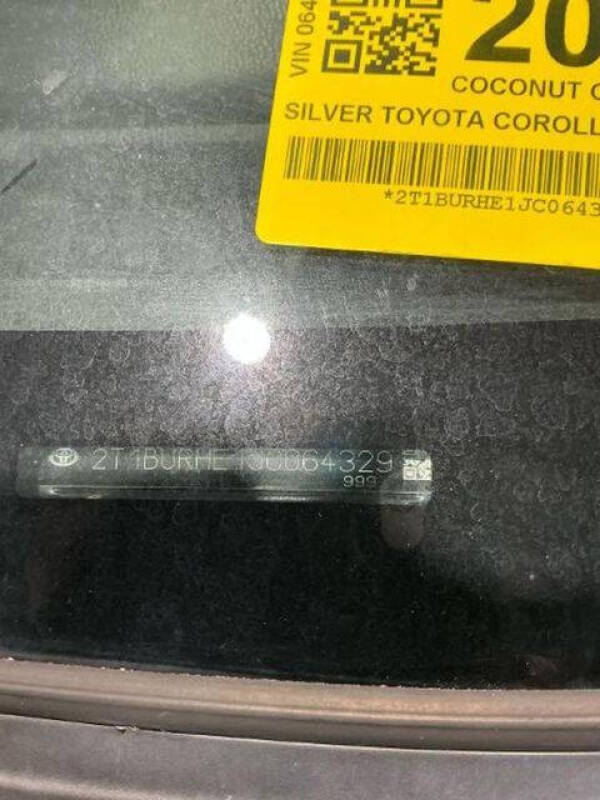 VIN 064
20
COCONUT C
SILVER TOYOTA COROLL
*2T1BURHE1JC0643
2T1BURHE1JC064329
999